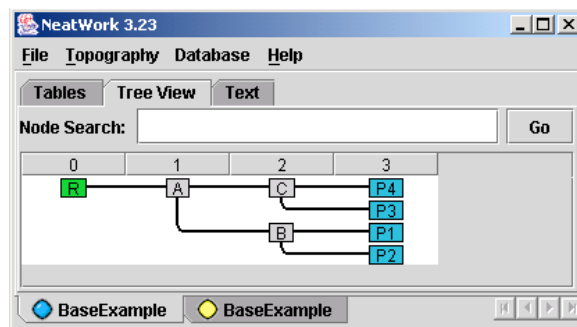 NeatWork 3.23
File Topography Database Help
Tables Tree View Text
Node Search: Go
0 1 2 3
R A C P4
P3
B P1
P2
BaseExample BaseExample